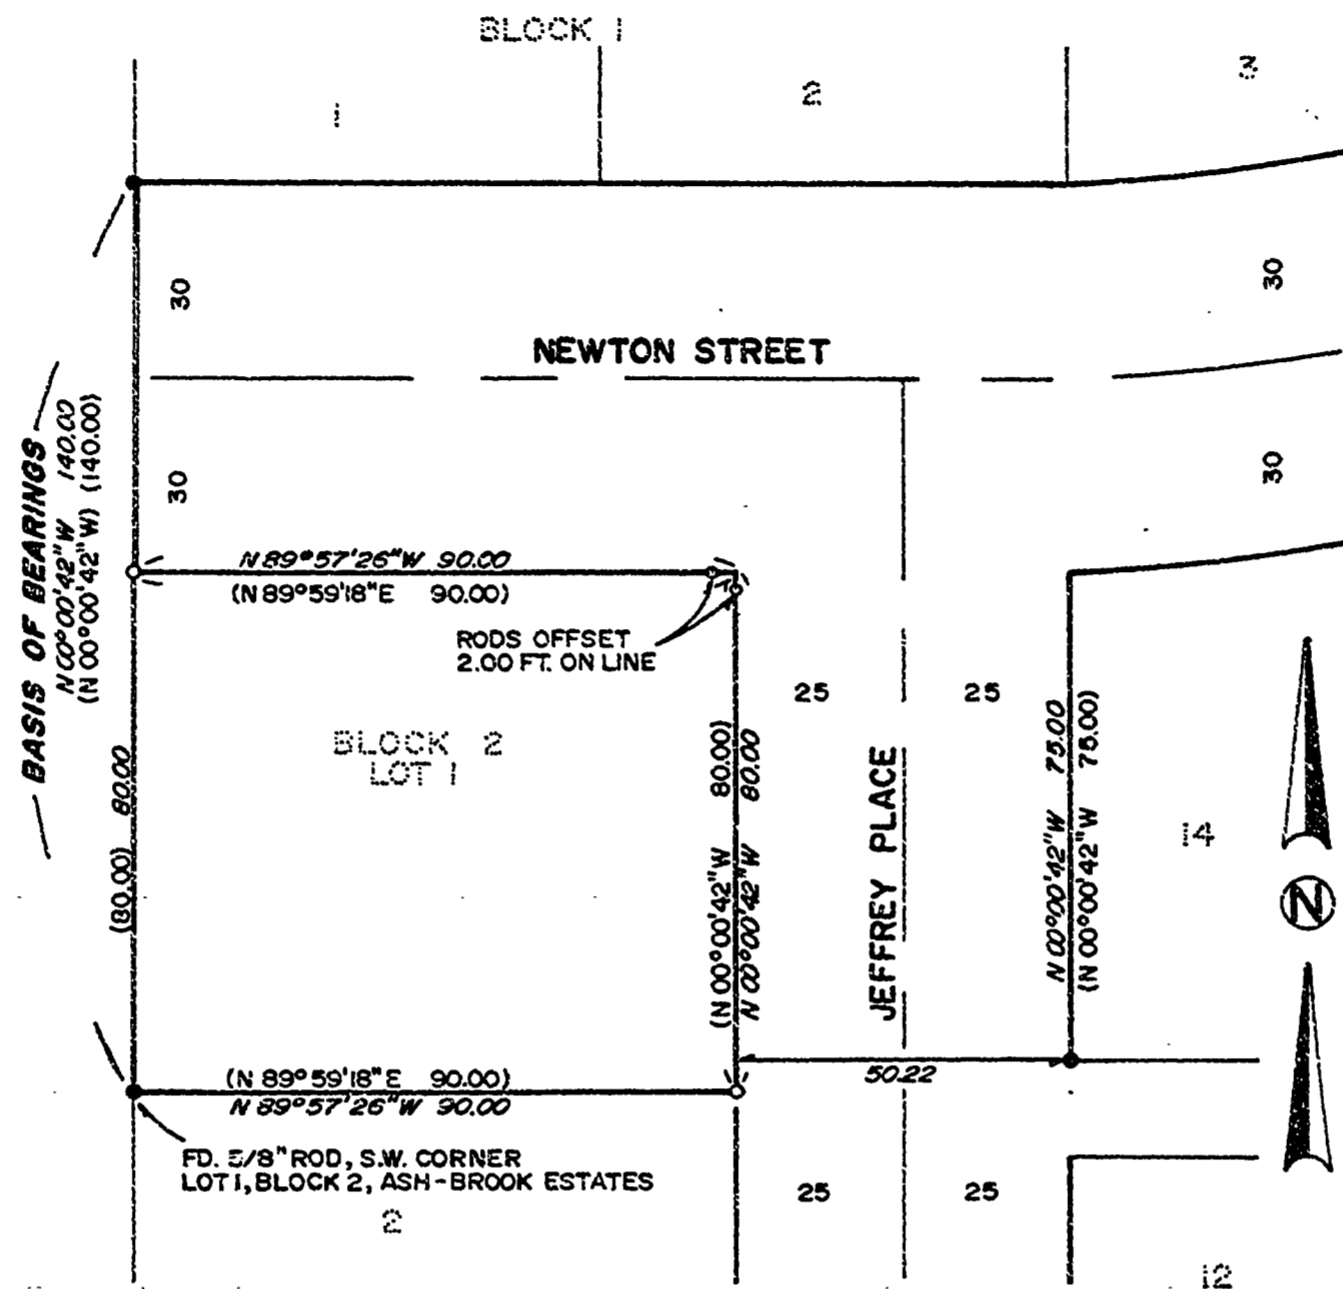 BLOCK 1
1
2
3
30
30
NEWTON STREET
30
30
BASIS OF BEARINGS
N 00°00'42"W 140.00
(N 00°00'42"W) (140.00)
N 89°57'26"W 90.00
(N 89°59'18"E 90.00)
RODS OFFSET
2.00 FT. ON LINE
BLOCK 2
LOT 1
(80.00) 80.00
(N 00°00'42"W 80.00)
N 00°00'42"W 80.00
25
25
JEFFREY PLACE
N 00°00'42"W 75.00
(N 00°00'42"W 75.00)
14
N
50.22
(N 89°59'18"E 90.00)
N 89°57'26"W 90.00
FD. 5/8" ROD, S.W. CORNER
LOT 1, BLOCK 2, ASH-BROOK ESTATES
2
25
25
12